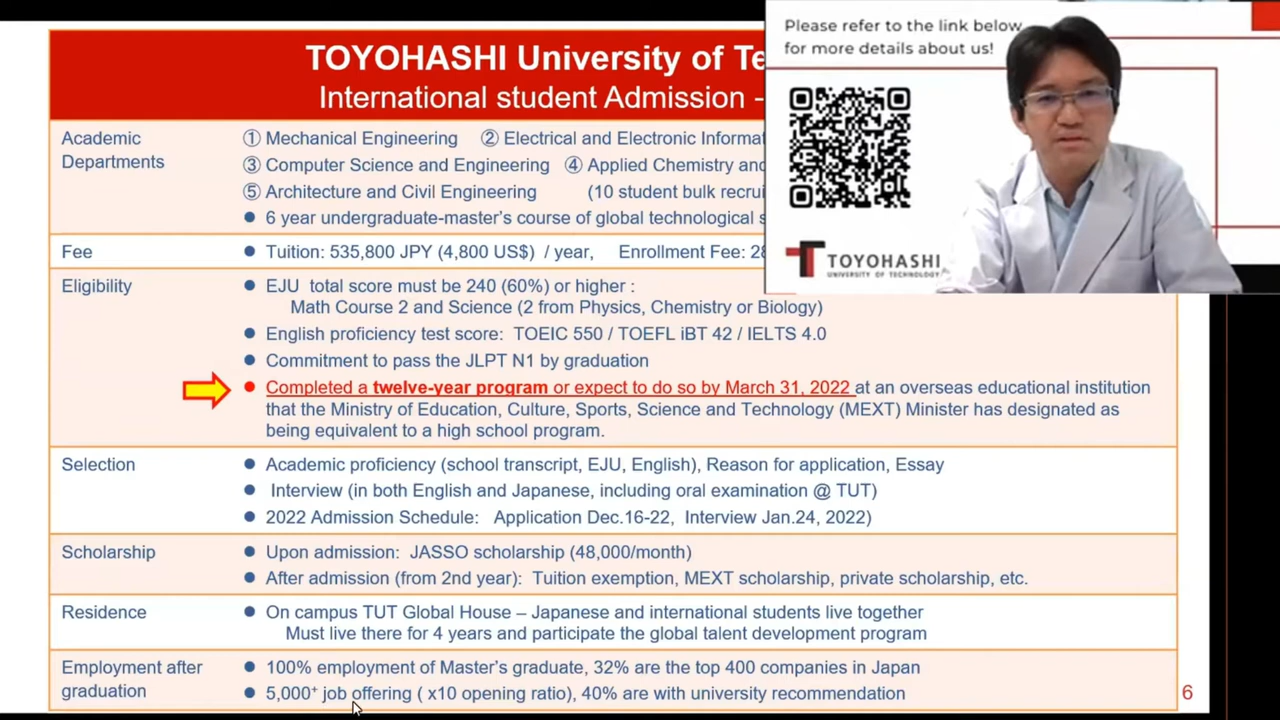 TOYOHASHI University of Te
International student Admission -
Please refer to the link below
for more details about us!
TOYOHASHI
UNIVERSITY OF TECHNOLOGY
Academic
Departments
① Mechanical Engineering ② Electrical and Electronic Informat
③ Computer Science and Engineering ④ Applied Chemistry and
⑤ Architecture and Civil Engineering (10 student bulk recrui
● 6 year undergraduate-master's course of global technological s
Fee
● Tuition: 535,800 JPY (4,800 US$) / year, Enrollment Fee: 28
Eligibility
● EJU total score must be 240 (60%) or higher :
Math Course 2 and Science (2 from Physics, Chemistry or Biology)
● English proficiency test score: TOEIC 550 / TOEFL iBT 42 / IELTS 4.0
● Commitment to pass the JLPT N1 by graduation
● Completed a twelve-year program or expect to do so by March 31, 2022 at an overseas educational institution
that the Ministry of Education, Culture, Sports, Science and Technology (MEXT) Minister has designated as
being equivalent to a high school program.
Selection
● Academic proficiency (school transcript, EJU, English), Reason for application, Essay
● Interview (in both English and Japanese, including oral examination @ TUT)
● 2022 Admission Schedule: Application Dec.16-22, Interview Jan.24, 2022)
Scholarship
● Upon admission: JASSO scholarship (48,000/month)
● After admission (from 2nd year): Tuition exemption, MEXT scholarship, private scholarship, etc.
Residence
● On campus TUT Global House – Japanese and international students live together
Must live there for 4 years and participate the global talent development program
Employment after
graduation
● 100% employment of Master's graduate, 32% are the top 400 companies in Japan
● 5,000⁺ job offering ( x10 opening ratio), 40% are with university recommendation
6